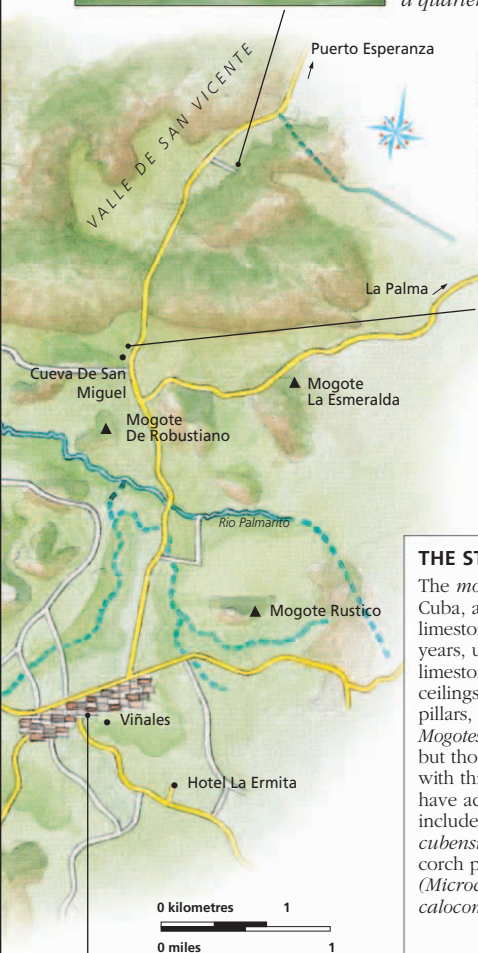 a quarter
Puerto Esperanza
VALLE DE SAN VICENTE
La Palma
Cueva De San
Miguel
Mogote
La Esmeralda
Mogote
De Robustiano
Rio Palmarito
Mogote Rustico
Viñales
Hotel La Ermita
0 kilometres 1
0 miles 1
THE ST
The mo
Cuba, a
limeston
years, u
limeston
ceilings
pillars,
Mogotes
but tho
with thi
have ac
include
cubensi
corch p
(Microc
calocom